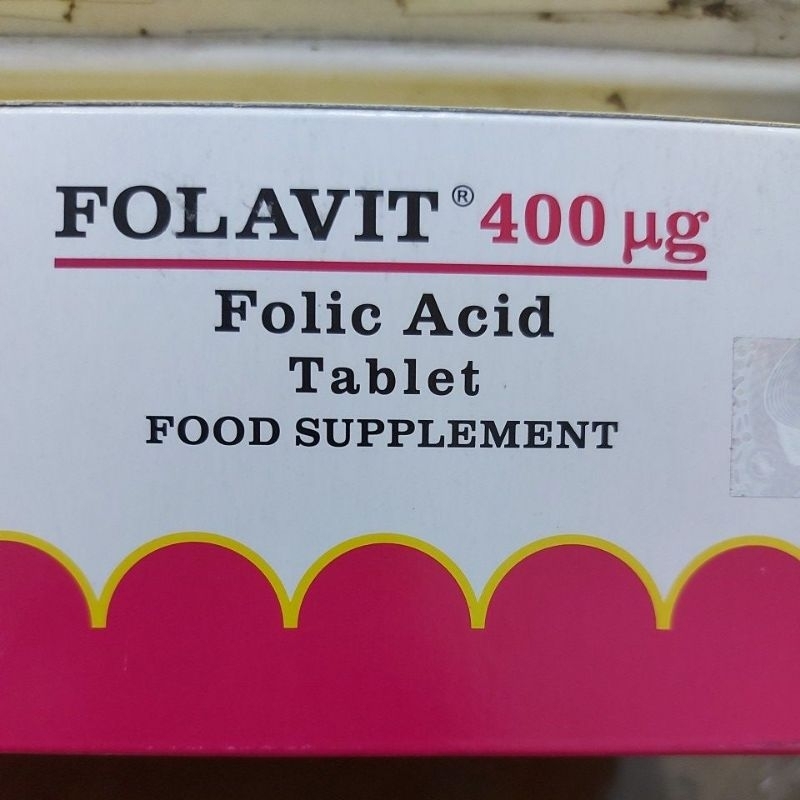 FOLAVIT® 400 µg
Folic Acid
Tablet
FOOD SUPPLEMENT